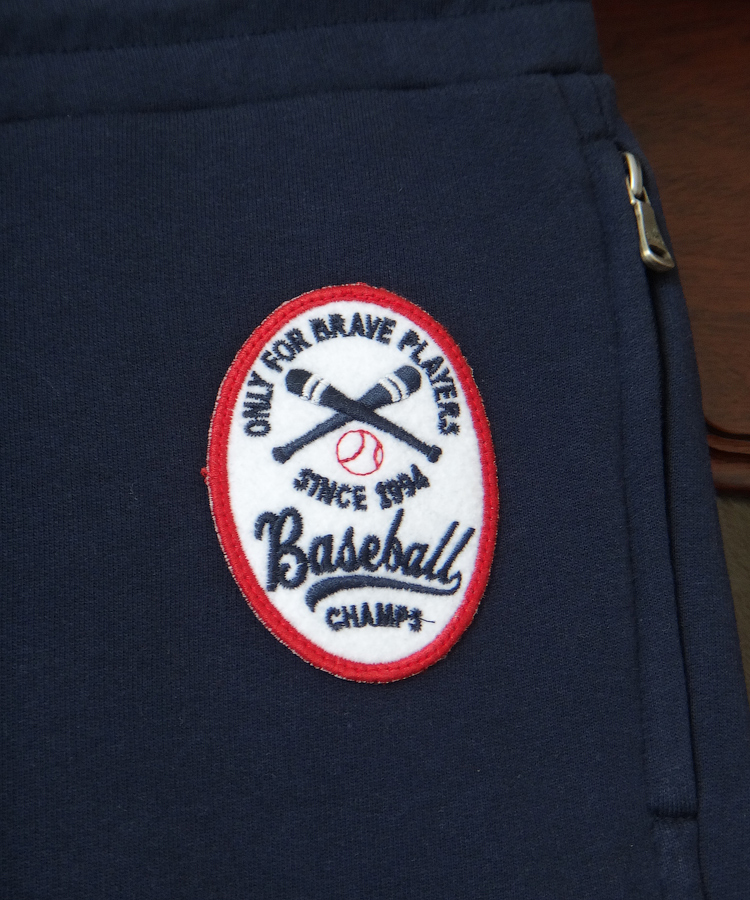 ONLY FOR BRAVE PLAYERS
SINCE 1994
Baseball
CHAMPS